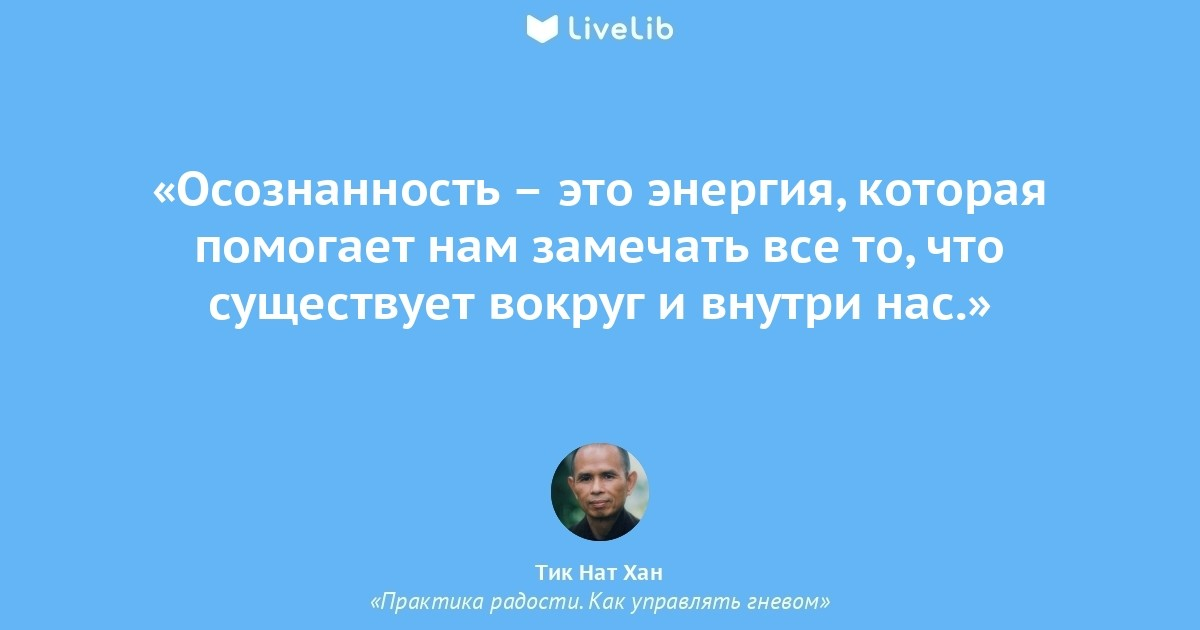 LiveLib
«Осознанность – это энергия, которая
помогает нам замечать все то, что
существует вокруг и внутри нас.»
Тик Нат Хан
«Практика радости. Как управлять гневом»